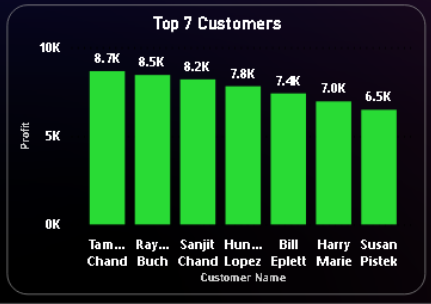 Top 7 Customers
10K
8.7K 8.5K 8.2K 7.8K 7.4K 7.0K 6.5K
Profit
5K
0K
Tam... Ray... Sanjit Hun... Bill Harry Susan
Chand Buch Chand Lopez Eplett Marie Pistek
Customer Name